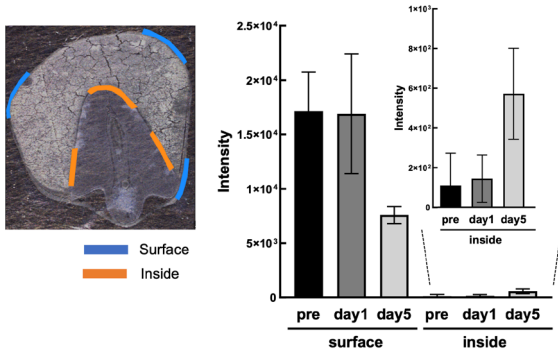 Surface
Inside
Intensity
2.5×10⁴
2×10⁴
1.5×10⁴
1×10⁴
5×10³
0
pre day1 day5 pre day1 day5
surface inside
Intensity
1×10³
8×10²
6×10²
4×10²
2×10²
0
pre day1 day5
inside